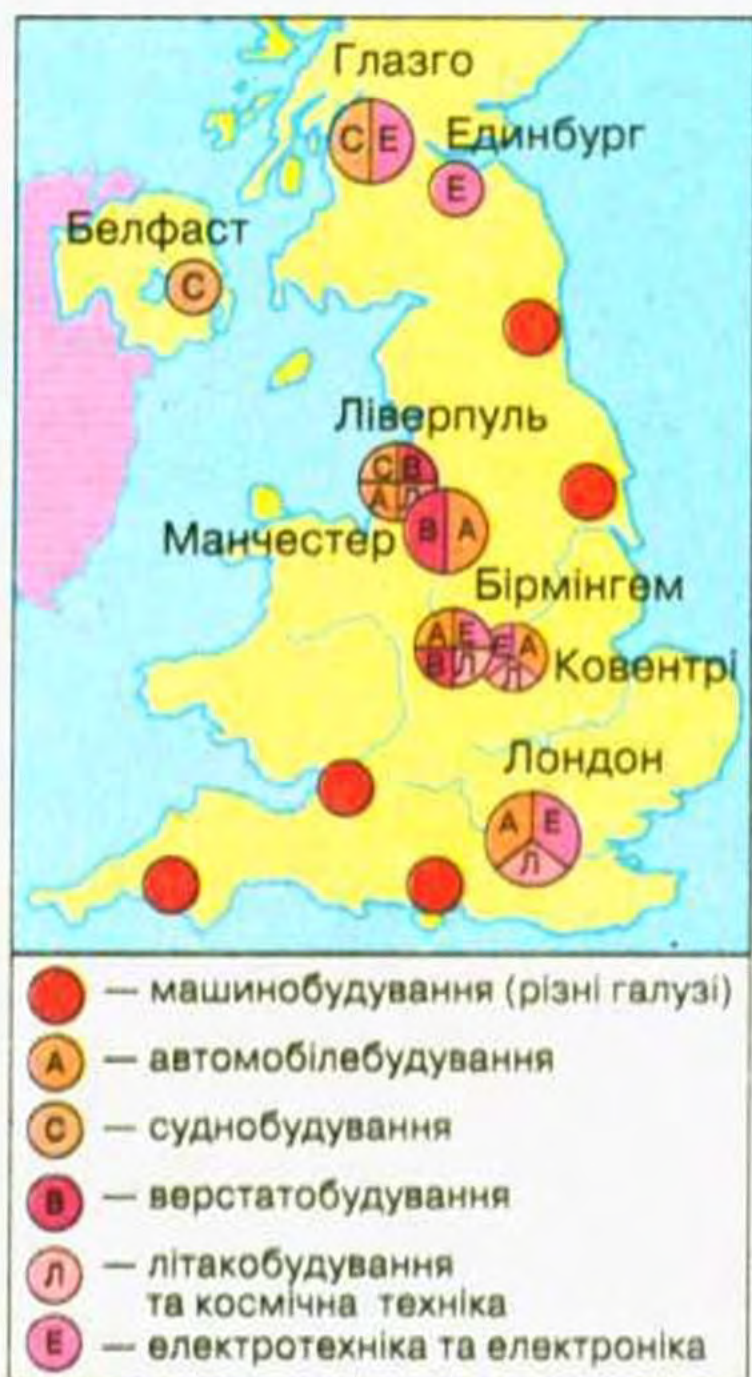 Глазго
С Е
Единбург
Е
Белфаст
С
Ліверпуль
С В
А Л
Манчестер
В А
Бірмінгем
А Е
В Л
Е А
Л
Ковентрі
Лондон
А Е
Л
— машинобудування (різні галузі)
А — автомобілебудування
С — суднобудування
В — верстатобудування
Л — літакобудування
та космічна техніка
Е — електротехніка та електроніка